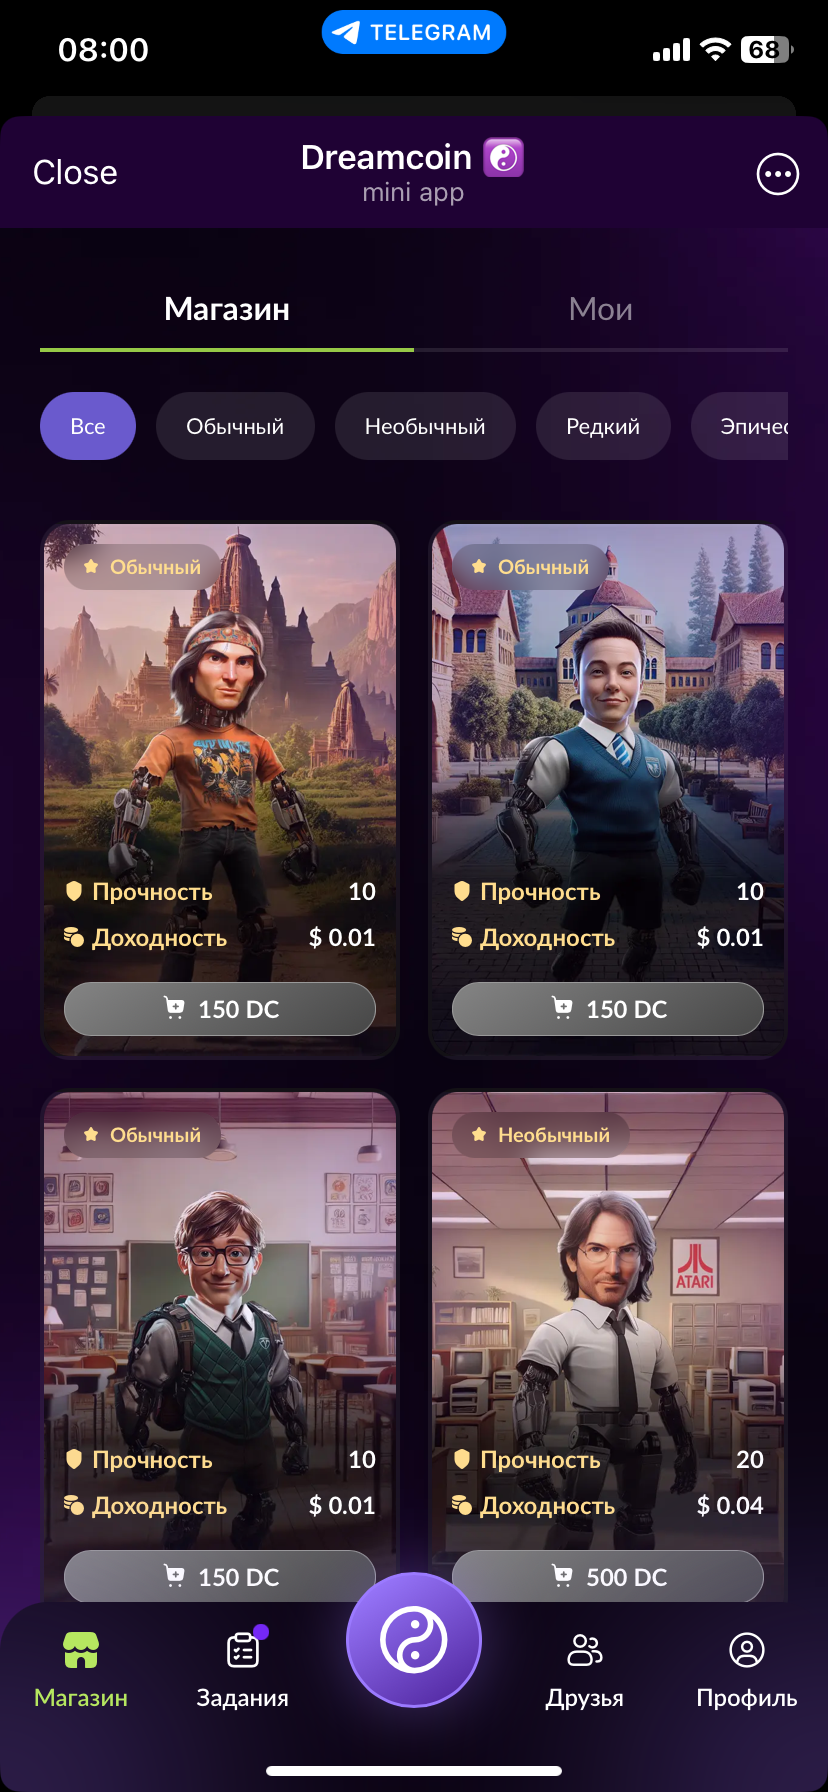 08:00
TELEGRAM
68
Close
Dreamcoin
mini app
Магазин
Мои
Все
Обычный
Необычный
Редкий
Обычный
Прочность 10
Доходность $ 0.01
150 DC
Обычный
Прочность 10
Доходность $ 0.01
150 DC
Обычный
Прочность 10
Доходность $ 0.01
150 DC
Необычный
ATARI
Прочность 20
Доходность $ 0.04
500 DC
Магазин
Задания
Друзья
Профиль